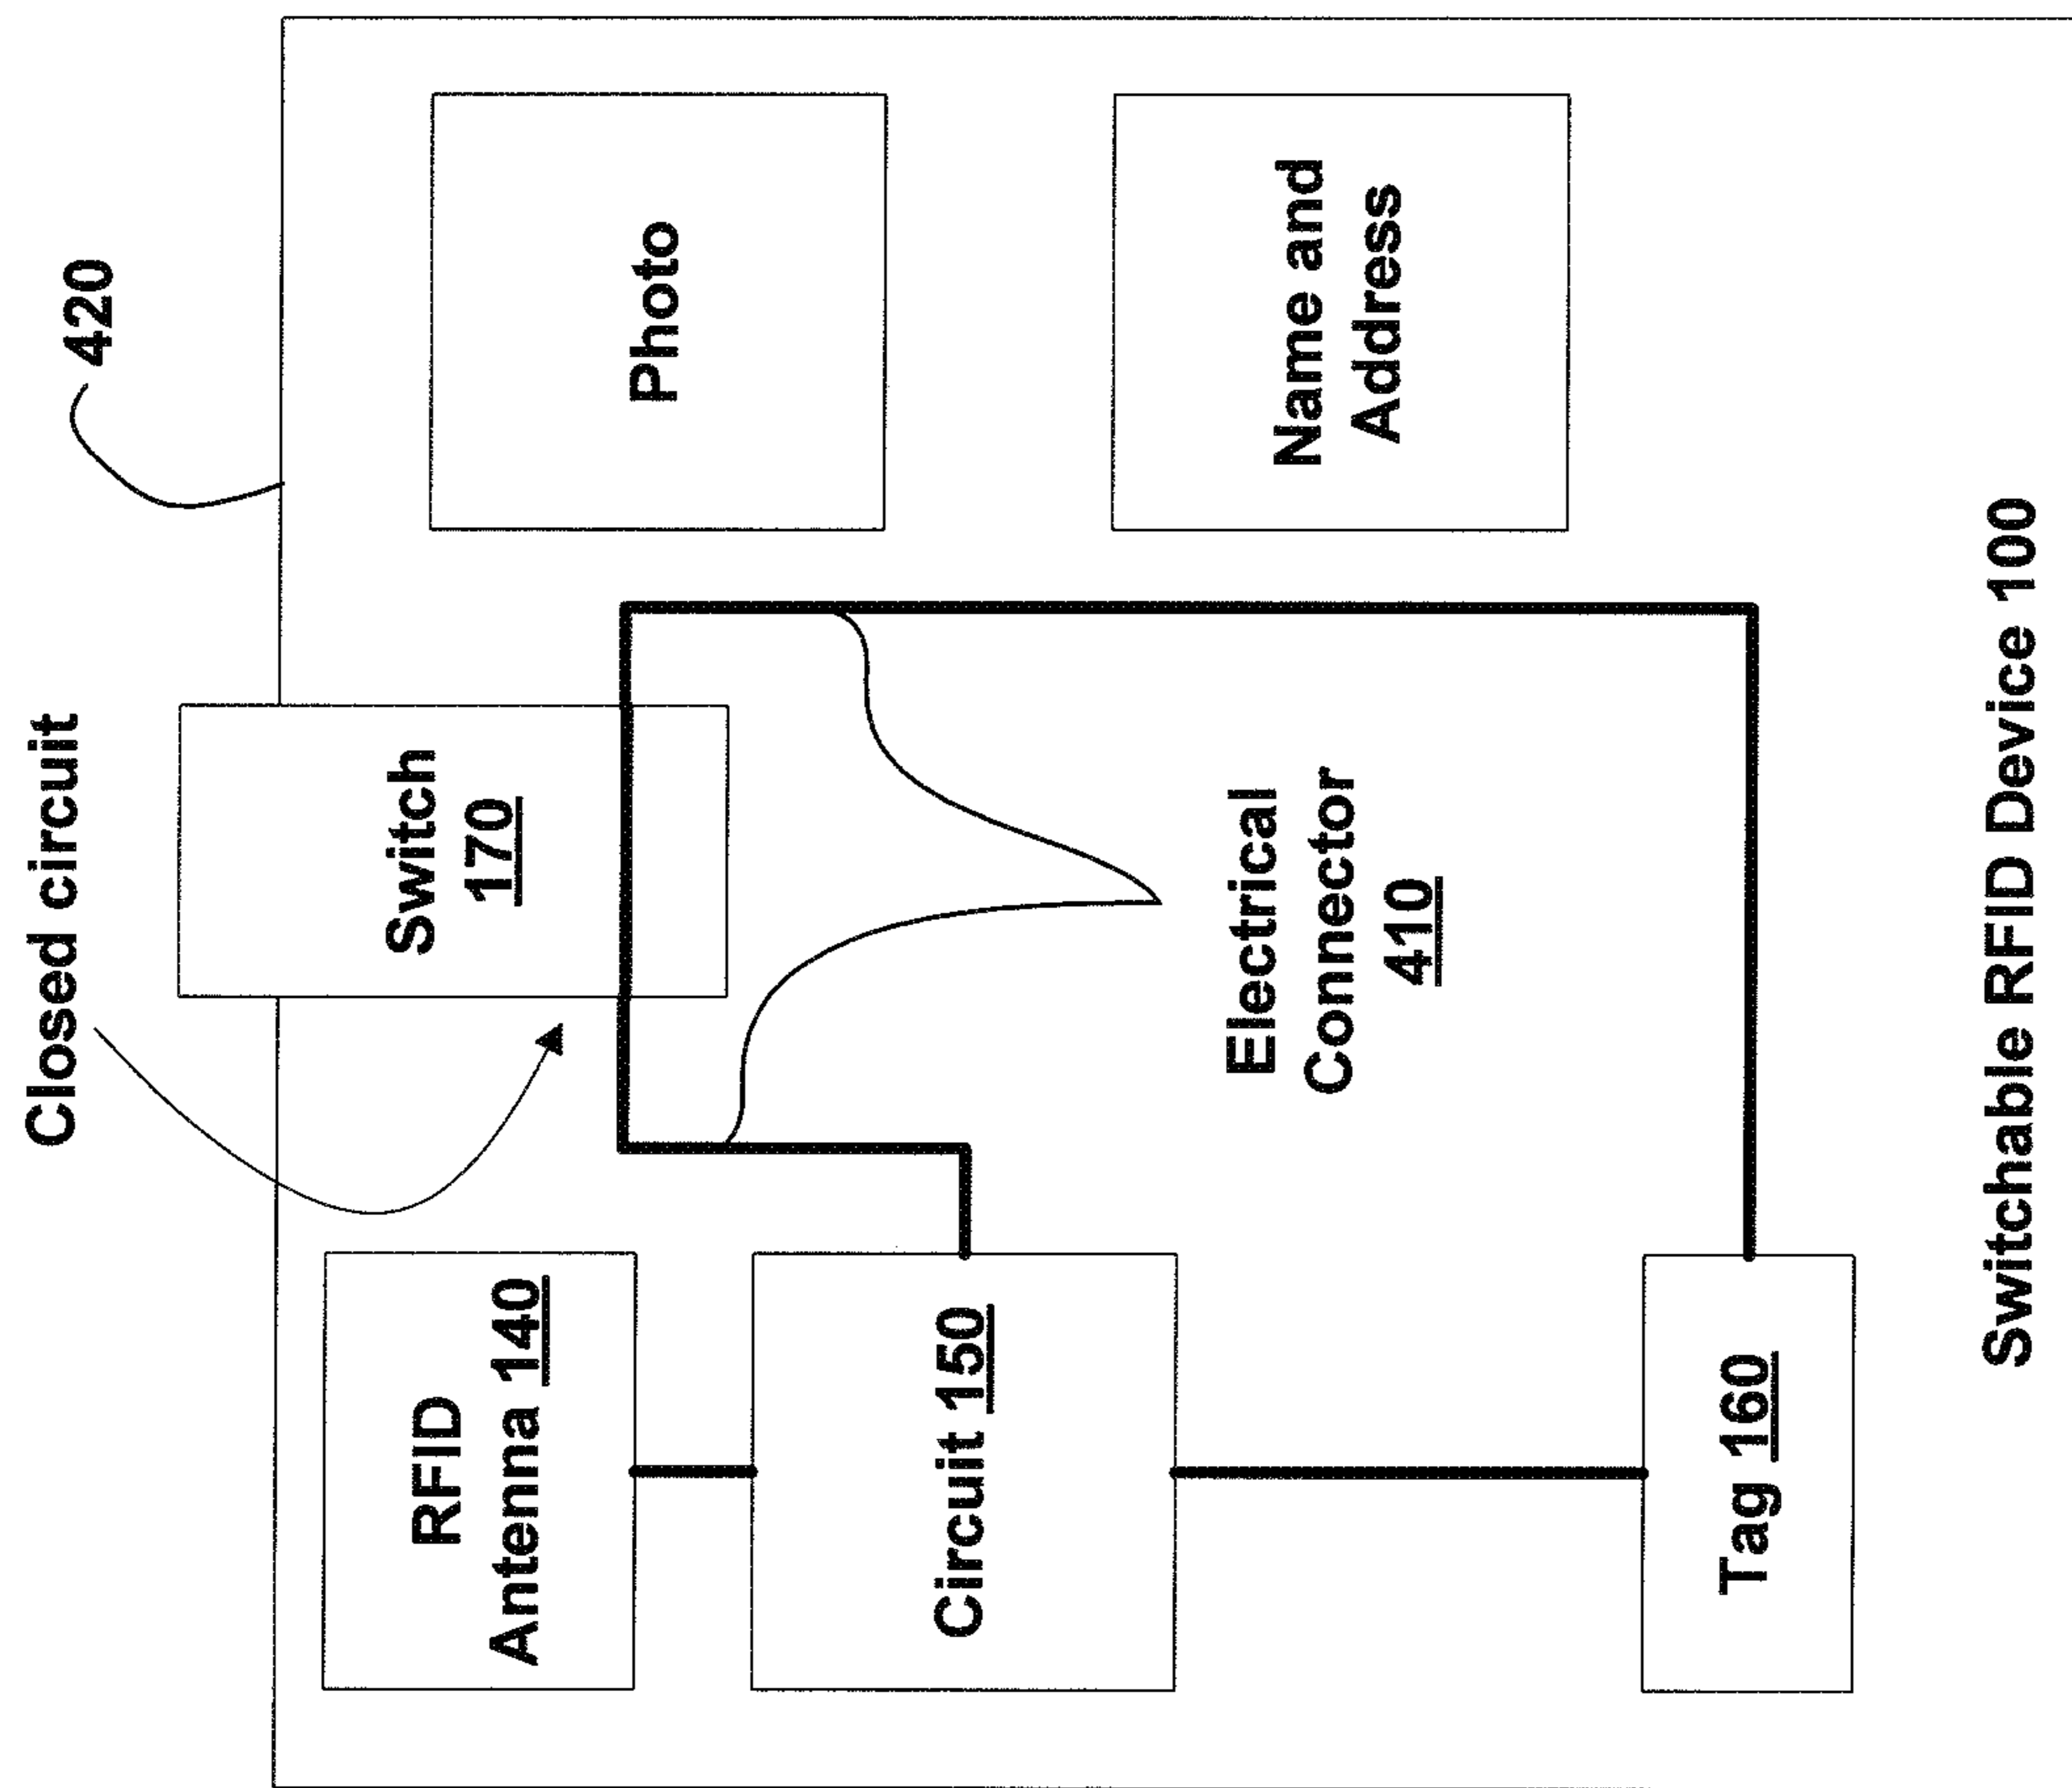 Closed circuit
420
RFID
Antenna 140
Switch
170
Photo
Circuit 150
Electrical
Connector
410
Name and
Address
Tag 160
Switchable RFID Device 100